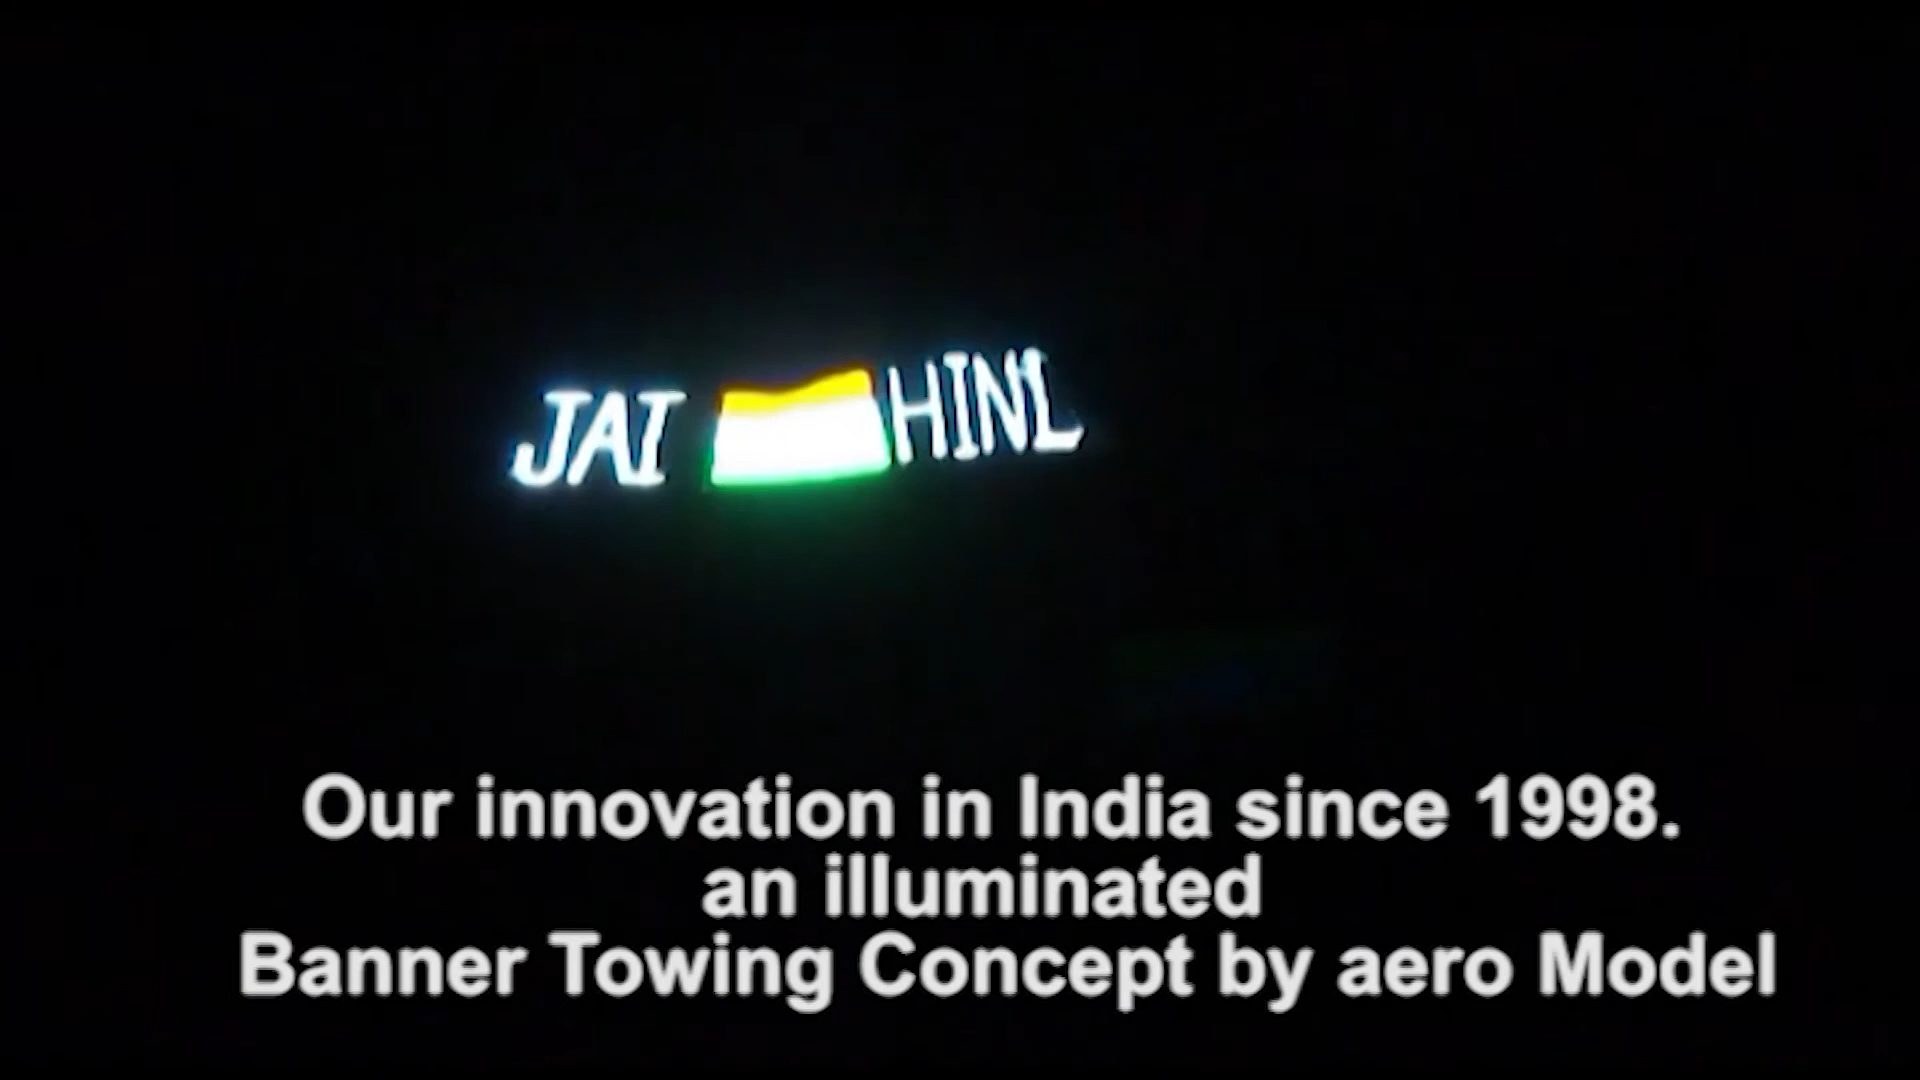 JAI HINL
Our innovation in India since 1998.
an illuminated
Banner Towing Concept by aero Model